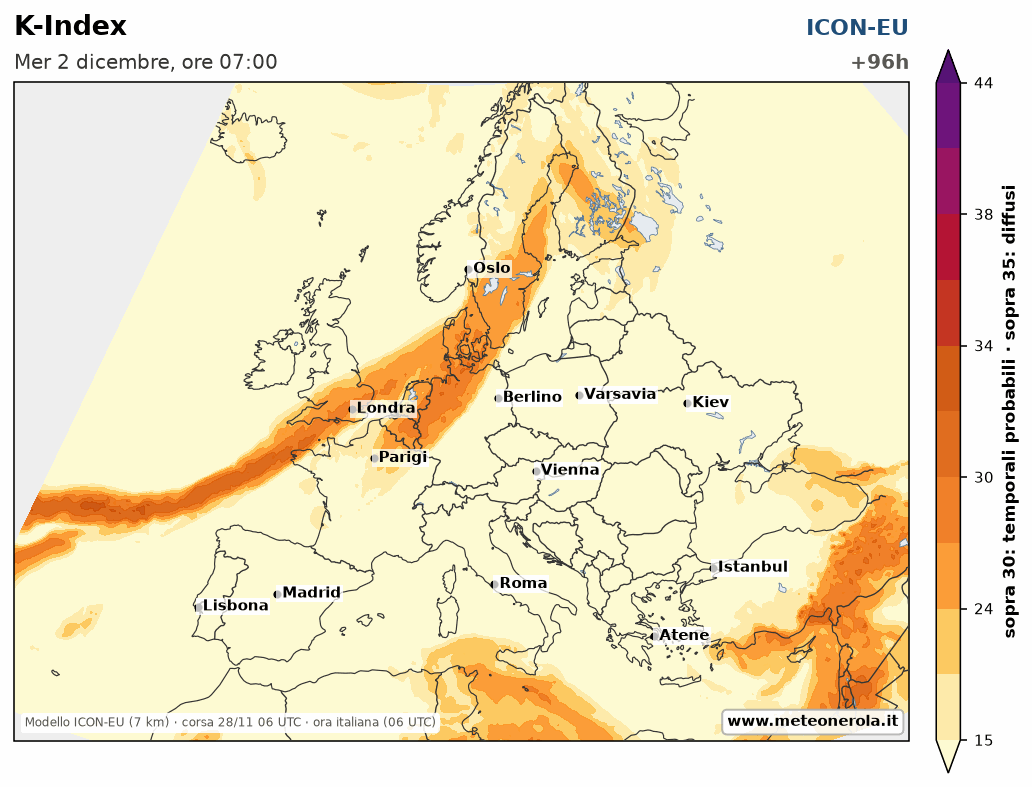 K-Index
ICON-EU
Mer 2 dicembre, ore 07:00
+96h
44
38
34
30
24
15
sopra 30: temporali probabili · sopra 35: diffusi
Oslo
Londra
Berlino
Varsavia
Kiev
Parigi
Vienna
Istanbul
Roma
Madrid
Lisbona
Atene
Modello ICON-EU (7 km) · corsa 28/11 06 UTC · ora italiana (06 UTC)
www.meteonerola.it